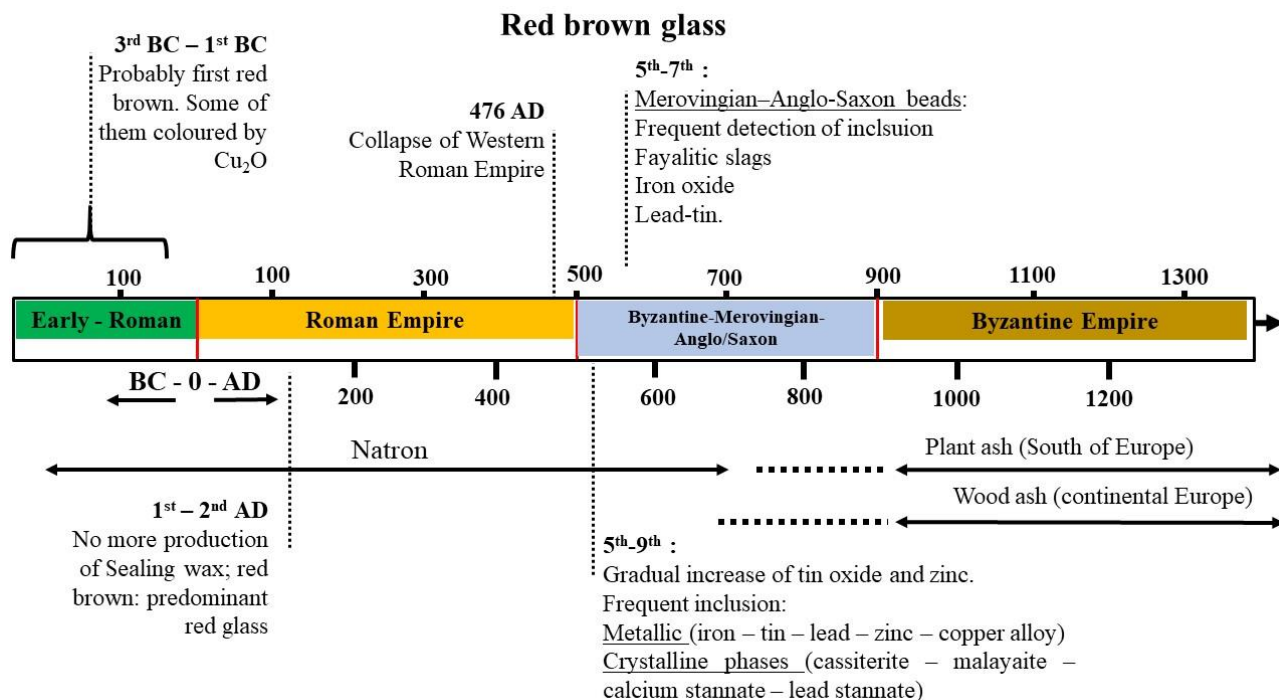 Red brown glass
3rd BC – 1st BC
Probably first red
brown. Some of
them coloured by
Cu₂O
476 AD
Collapse of Western
Roman Empire
5th-7th :
Merovingian–Anglo-Saxon beads:
Frequent detection of inclsuion
Fayalitic slags
Iron oxide
Lead-tin.
100 100 300 500 700 900 1100 1300
Early - Roman
Roman Empire
Byzantine-Merovingian-
Anglo/Saxon
Byzantine Empire
BC - 0 - AD
200 400 600 800 1000 1200
Natron
Plant ash (South of Europe)
Wood ash (continental Europe)
1st – 2nd AD
No more production
of Sealing wax; red
brown: predominant
red glass
5th-9th :
Gradual increase of tin oxide and zinc.
Frequent inclusion:
Metallic (iron – tin – lead – zinc – copper alloy)
Crystalline phases (cassiterite – malayaite –
calcium stannate – lead stannate)